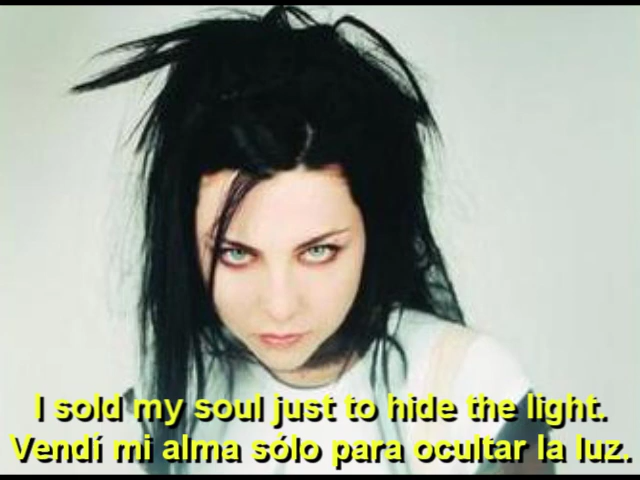 I sold my soul just to hide the light.
Vendí mi alma sólo para ocultar la luz.